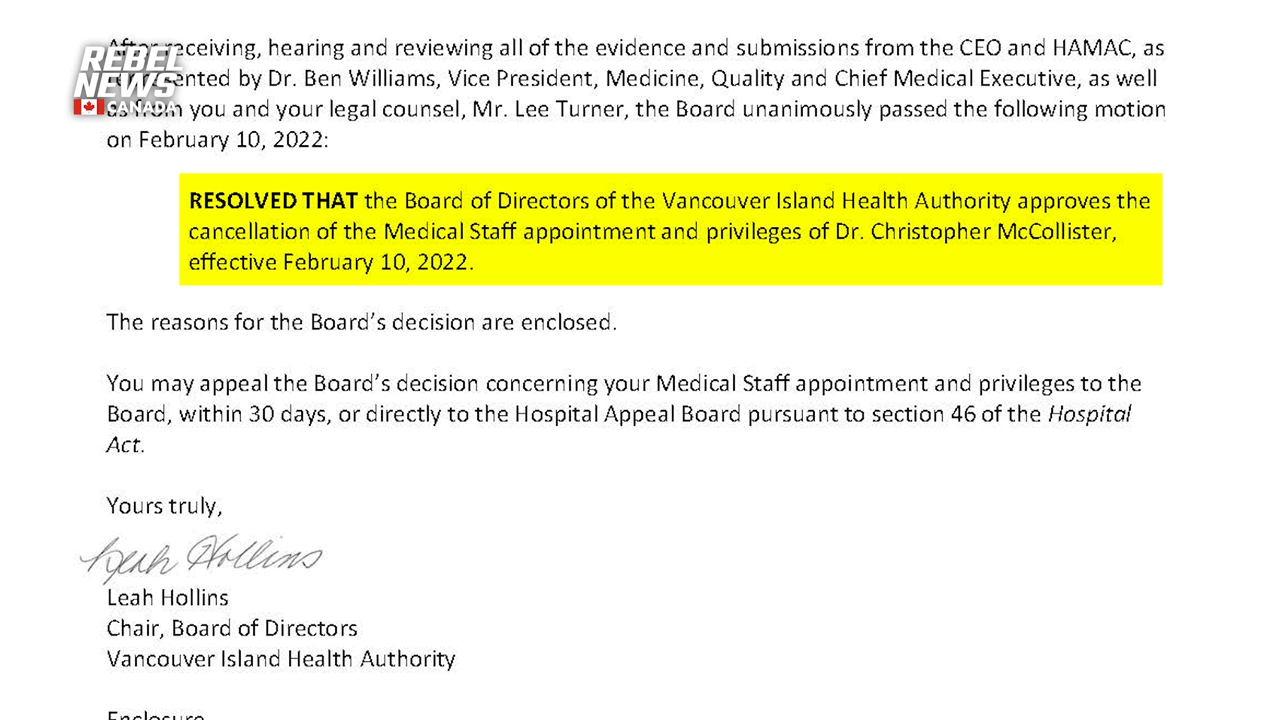 REBEL
NEWS
CANADA
After receiving, hearing and reviewing all of the evidence and submissions from the CEO and HAMAC, as
represented by Dr. Ben Williams, Vice President, Medicine, Quality and Chief Medical Executive, as well
as from you and your legal counsel, Mr. Lee Turner, the Board unanimously passed the following motion
on February 10, 2022:
RESOLVED THAT the Board of Directors of the Vancouver Island Health Authority approves the
cancellation of the Medical Staff appointment and privileges of Dr. Christopher McCollister,
effective February 10, 2022.
The reasons for the Board's decision are enclosed.
You may appeal the Board's decision concerning your Medical Staff appointment and privileges to the
Board, within 30 days, or directly to the Hospital Appeal Board pursuant to section 46 of the Hospital
Act.
Yours truly,
Leah Hollins
Leah Hollins
Chair, Board of Directors
Vancouver Island Health Authority
Enclosure